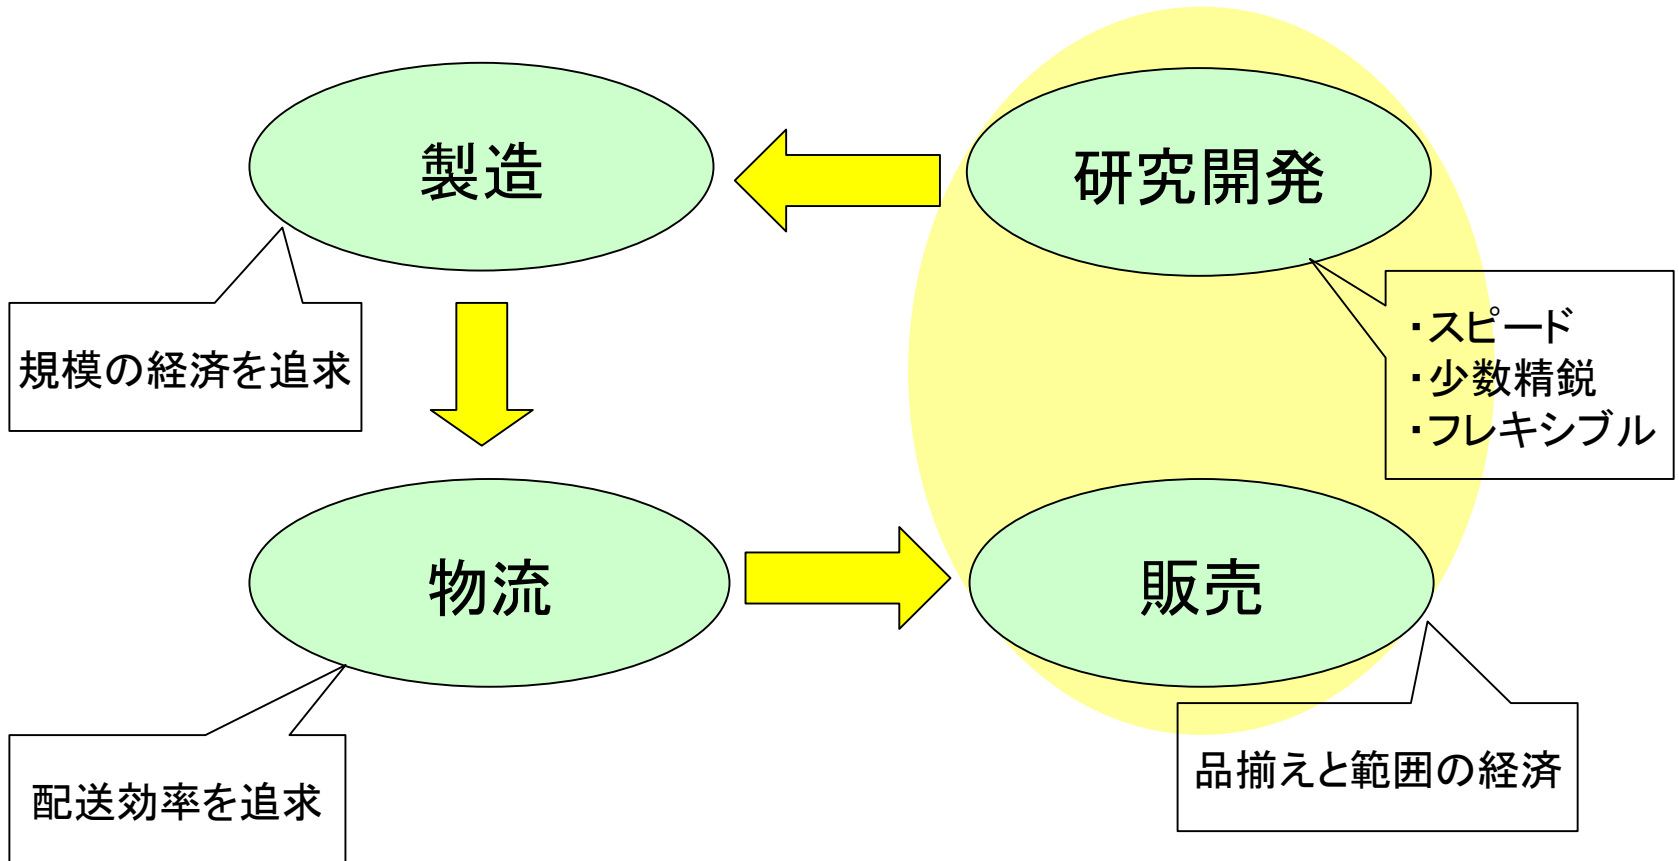 製造
研究開発
規模の経済を追求
・スピード
・少数精鋭
・フレキシブル
物流
販売
配送効率を追求
品揃えと範囲の経済